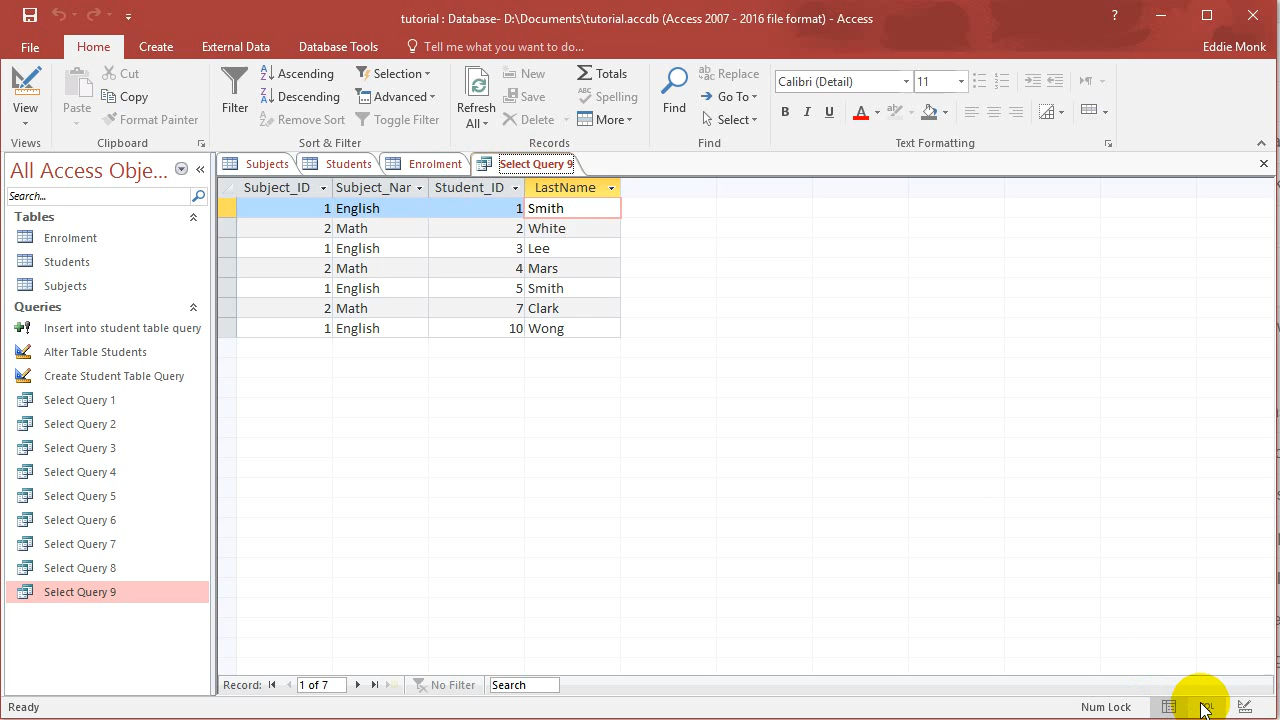 tutorial : Database- D:\Documents\tutorial.accdb (Access 2007 - 2016 file format) - Access
?
File Home Create External Data Database Tools Tell me what you want to do... Eddie Monk
View
Views
Paste
Cut
Copy
Format Painter
Clipboard
Filter
Ascending
Descending
Remove Sort
Selection
Advanced
Toggle Filter
Sort & Filter
Refresh
All
New
Save
Delete
Totals
Spelling
More
Records
Find
Replace
Go To
Select
Find
Calibri (Detail) 11
B I U
Text Formatting
All Access Obje...
Search...
Tables
Enrolment
Students
Subjects
Queries
Insert into student table query
Alter Table Students
Create Student Table Query
Select Query 1
Select Query 2
Select Query 3
Select Query 4
Select Query 5
Select Query 6
Select Query 7
Select Query 8
Select Query 9
Subjects Students Enrolment Select Query 9
Subject_ID Subject_Nar Student_ID LastName
1 English 1 Smith
2 Math 2 White
1 English 3 Lee
2 Math 4 Mars
1 English 5 Smith
2 Math 7 Clark
1 English 10 Wong
Record: 1 of 7 No Filter Search
Ready Num Lock